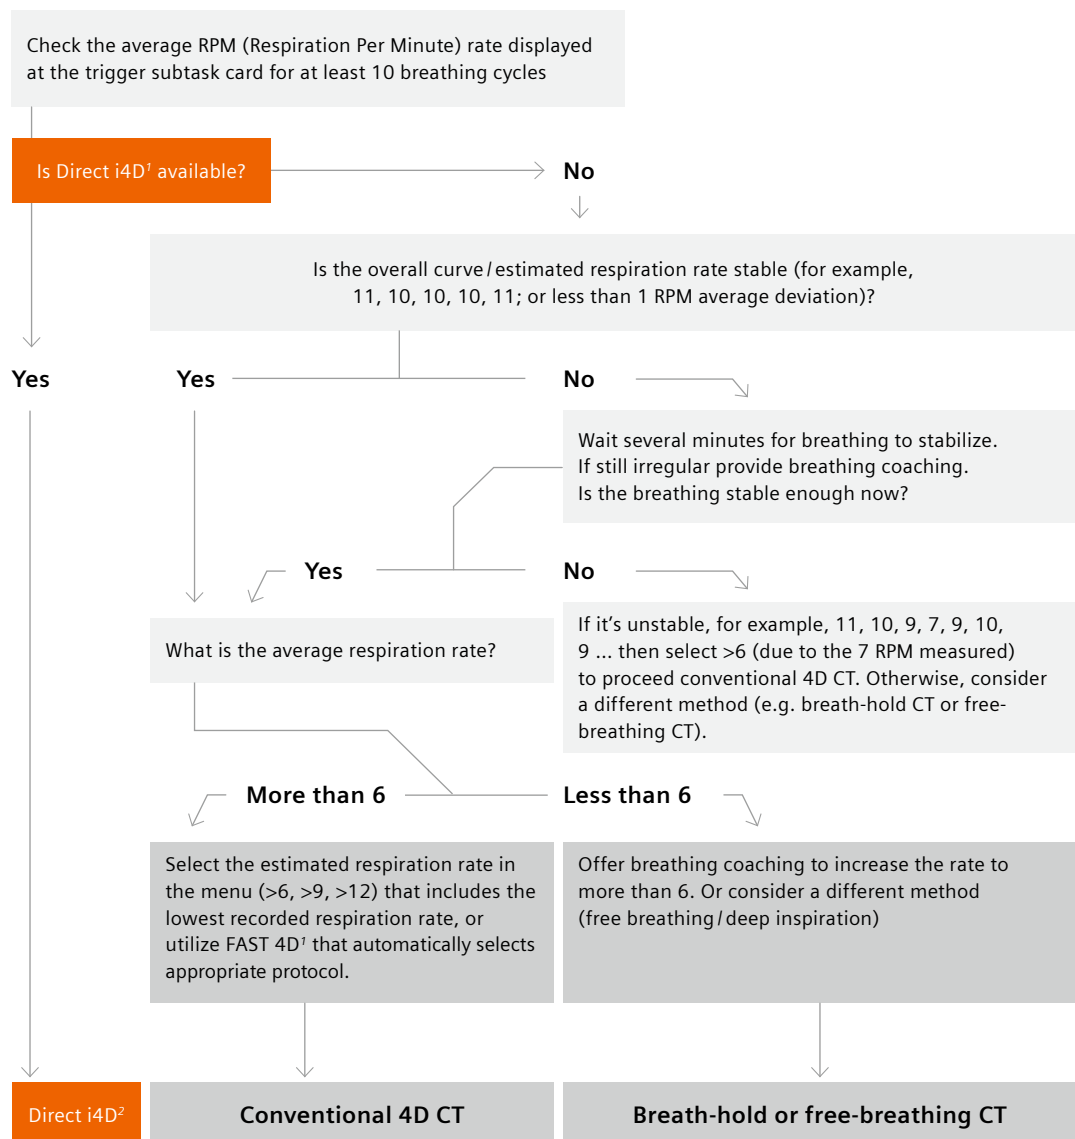 Check the average RPM (Respiration Per Minute) rate displayed
at the trigger subtask card for at least 10 breathing cycles
Is Direct i4D¹ available?
No
Is the overall curve / estimated respiration rate stable (for example,
11, 10, 10, 10, 11; or less than 1 RPM average deviation)?
Yes
Yes
No
Wait several minutes for breathing to stabilize.
If still irregular provide breathing coaching.
Is the breathing stable enough now?
Yes
No
What is the average respiration rate?
If it’s unstable, for example, 11, 10, 9, 7, 9, 10,
9 ... then select >6 (due to the 7 RPM measured)
to proceed conventional 4D CT. Otherwise, consider
a different method (e.g. breath-hold CT or free-
breathing CT).
More than 6
Less than 6
Select the estimated respiration rate in
the menu (>6, >9, >12) that includes the
lowest recorded respiration rate, or
utilize FAST 4D¹ that automatically selects
appropriate protocol.
Offer breathing coaching to increase the rate to
more than 6. Or consider a different method
(free breathing / deep inspiration)
Direct i4D²
Conventional 4D CT
Breath-hold or free-breathing CT